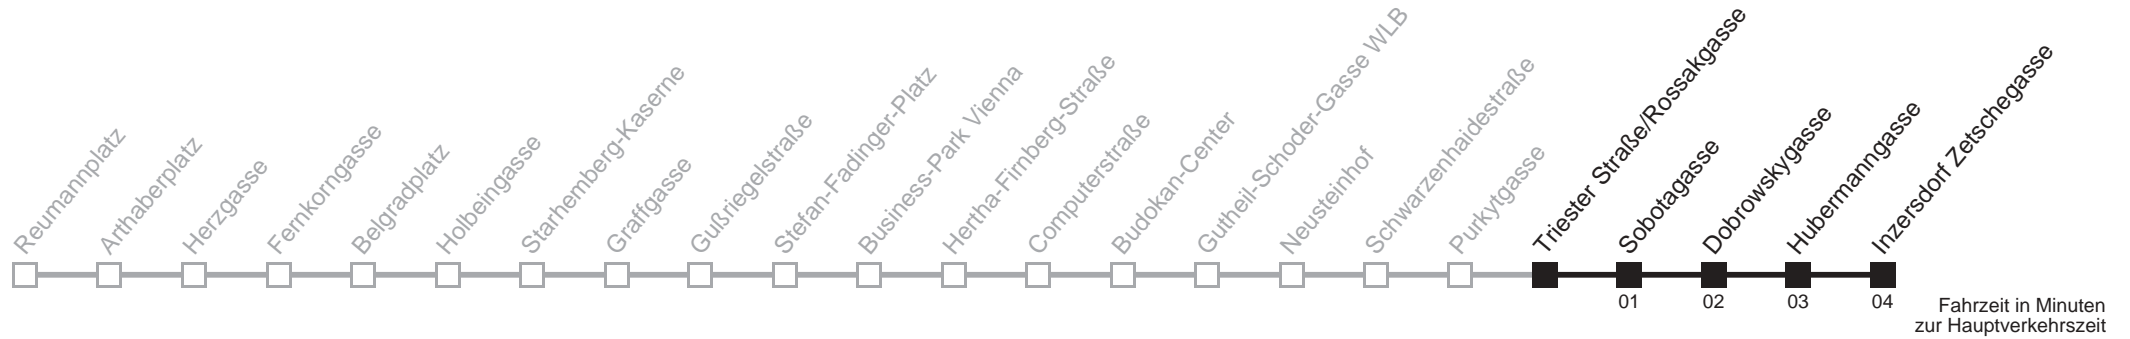 Reumannplatz
Arthaberplatz
Herzgasse
Fernkorngasse
Belgradplatz
Holbeingasse
Starhemberg-Kaserne
Graffgasse
Gußriegelstraße
Stefan-Fadinger-Platz
Business-Park Vienna
Hertha-Firnberg-Straße
Computerstraße
Budokan-Center
Gutheil-Schoder-Gasse WLB
Neusteinhof
Schwarzenhaidestraße
Purkytgasse
Triester Straße/Rossakgasse
Sobotagasse
Dobrowskygasse
Hubermanngasse
Inzersdorf Zetschegasse
01
02
03
04
Fahrzeit in Minuten
zur Hauptverkehrszeit